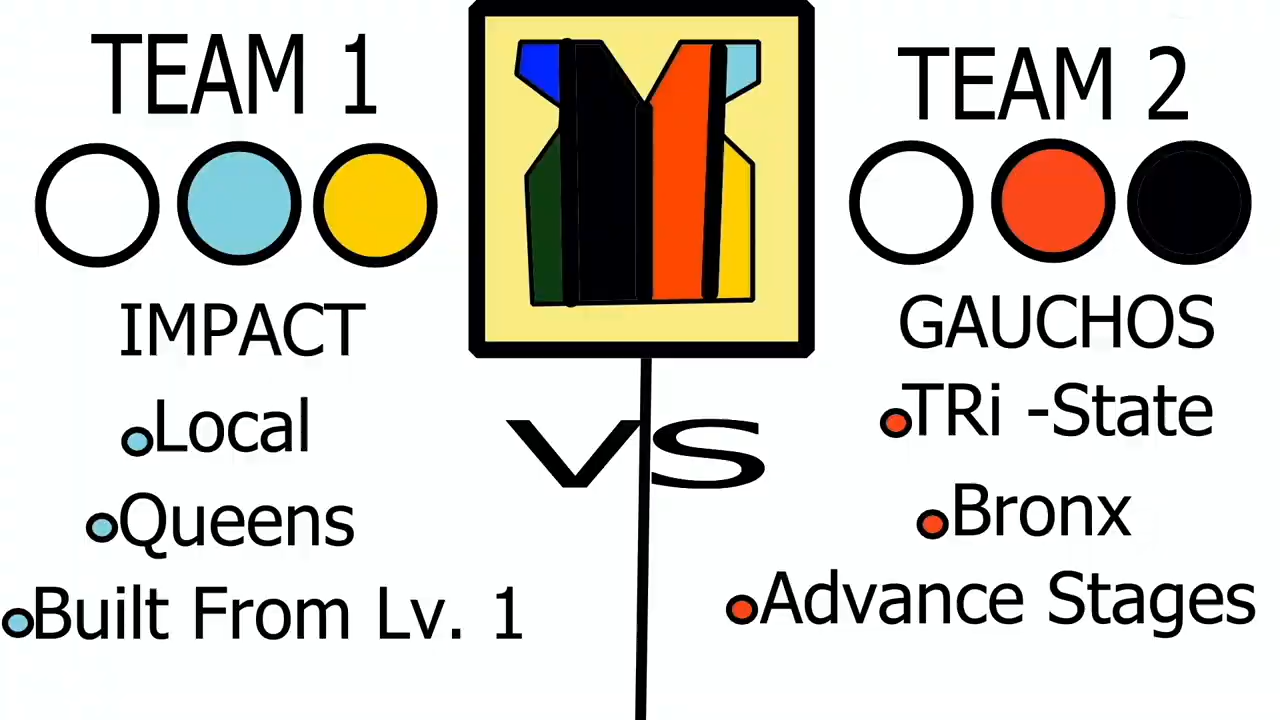 TEAM 1
IMPACT
Local
Queens
Built From Lv. 1
VS
TEAM 2
GAUCHOS
TRi -State
Bronx
Advance Stages